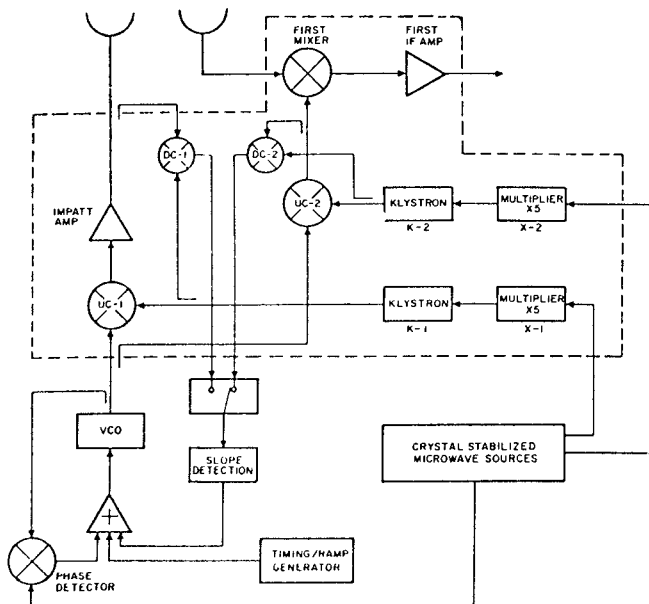 FIRST
MIXER
FIRST
IF AMP
DC-1
DC-2
IMPATT
AMP
UC-2
KLYSTRON
K-2
MULTIPLIER
X5
X-2
UC-1
KLYSTRON
K-1
MULTIPLIER
X5
X-1
VCO
SLOPE
DETECTION
CRYSTAL STABILIZED
MICROWAVE SOURCES
+
PHASE
DETECTOR
TIMING/RAMP
GENERATOR